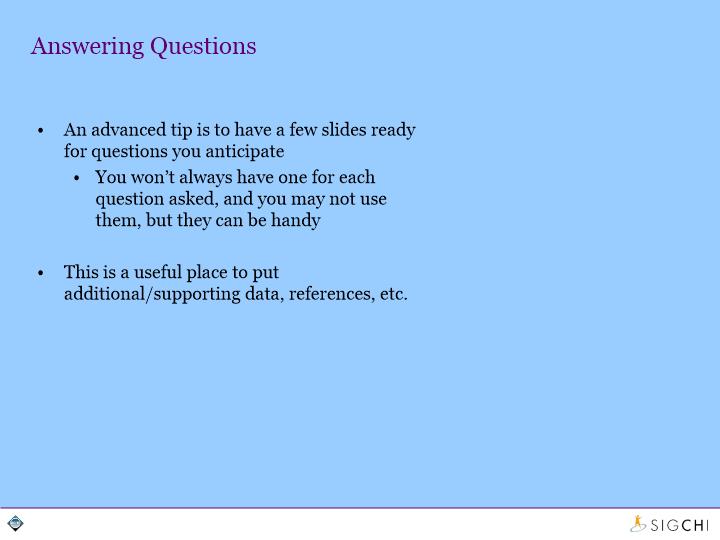 Answering Questions
• An advanced tip is to have a few slides ready
for questions you anticipate
• You won’t always have one for each
question asked, and you may not use
them, but they can be handy
• This is a useful place to put
additional/supporting data, references, etc.
SIGCHI